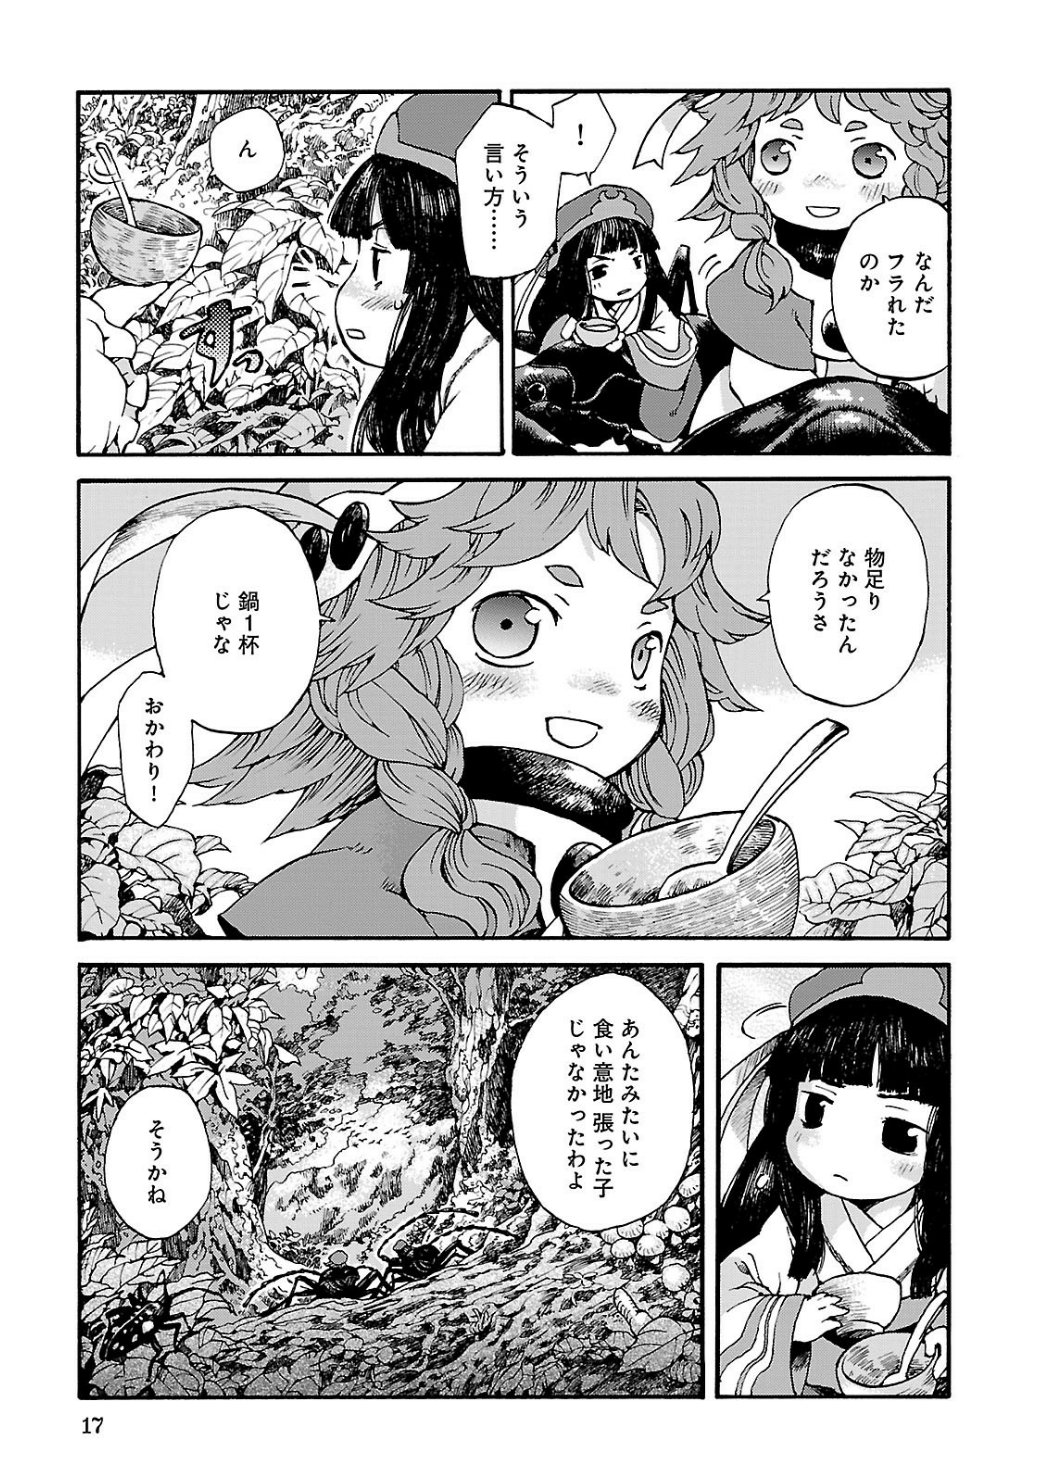 なんだ
フラれた
のか
！
そういう
言い方……
ん
すっ
物足り
なかったん
だろうさ
鍋1杯
じゃな
おかわり！
あんたみたいに
食い意地 張った子
じゃなかったわよ
そうかね
17